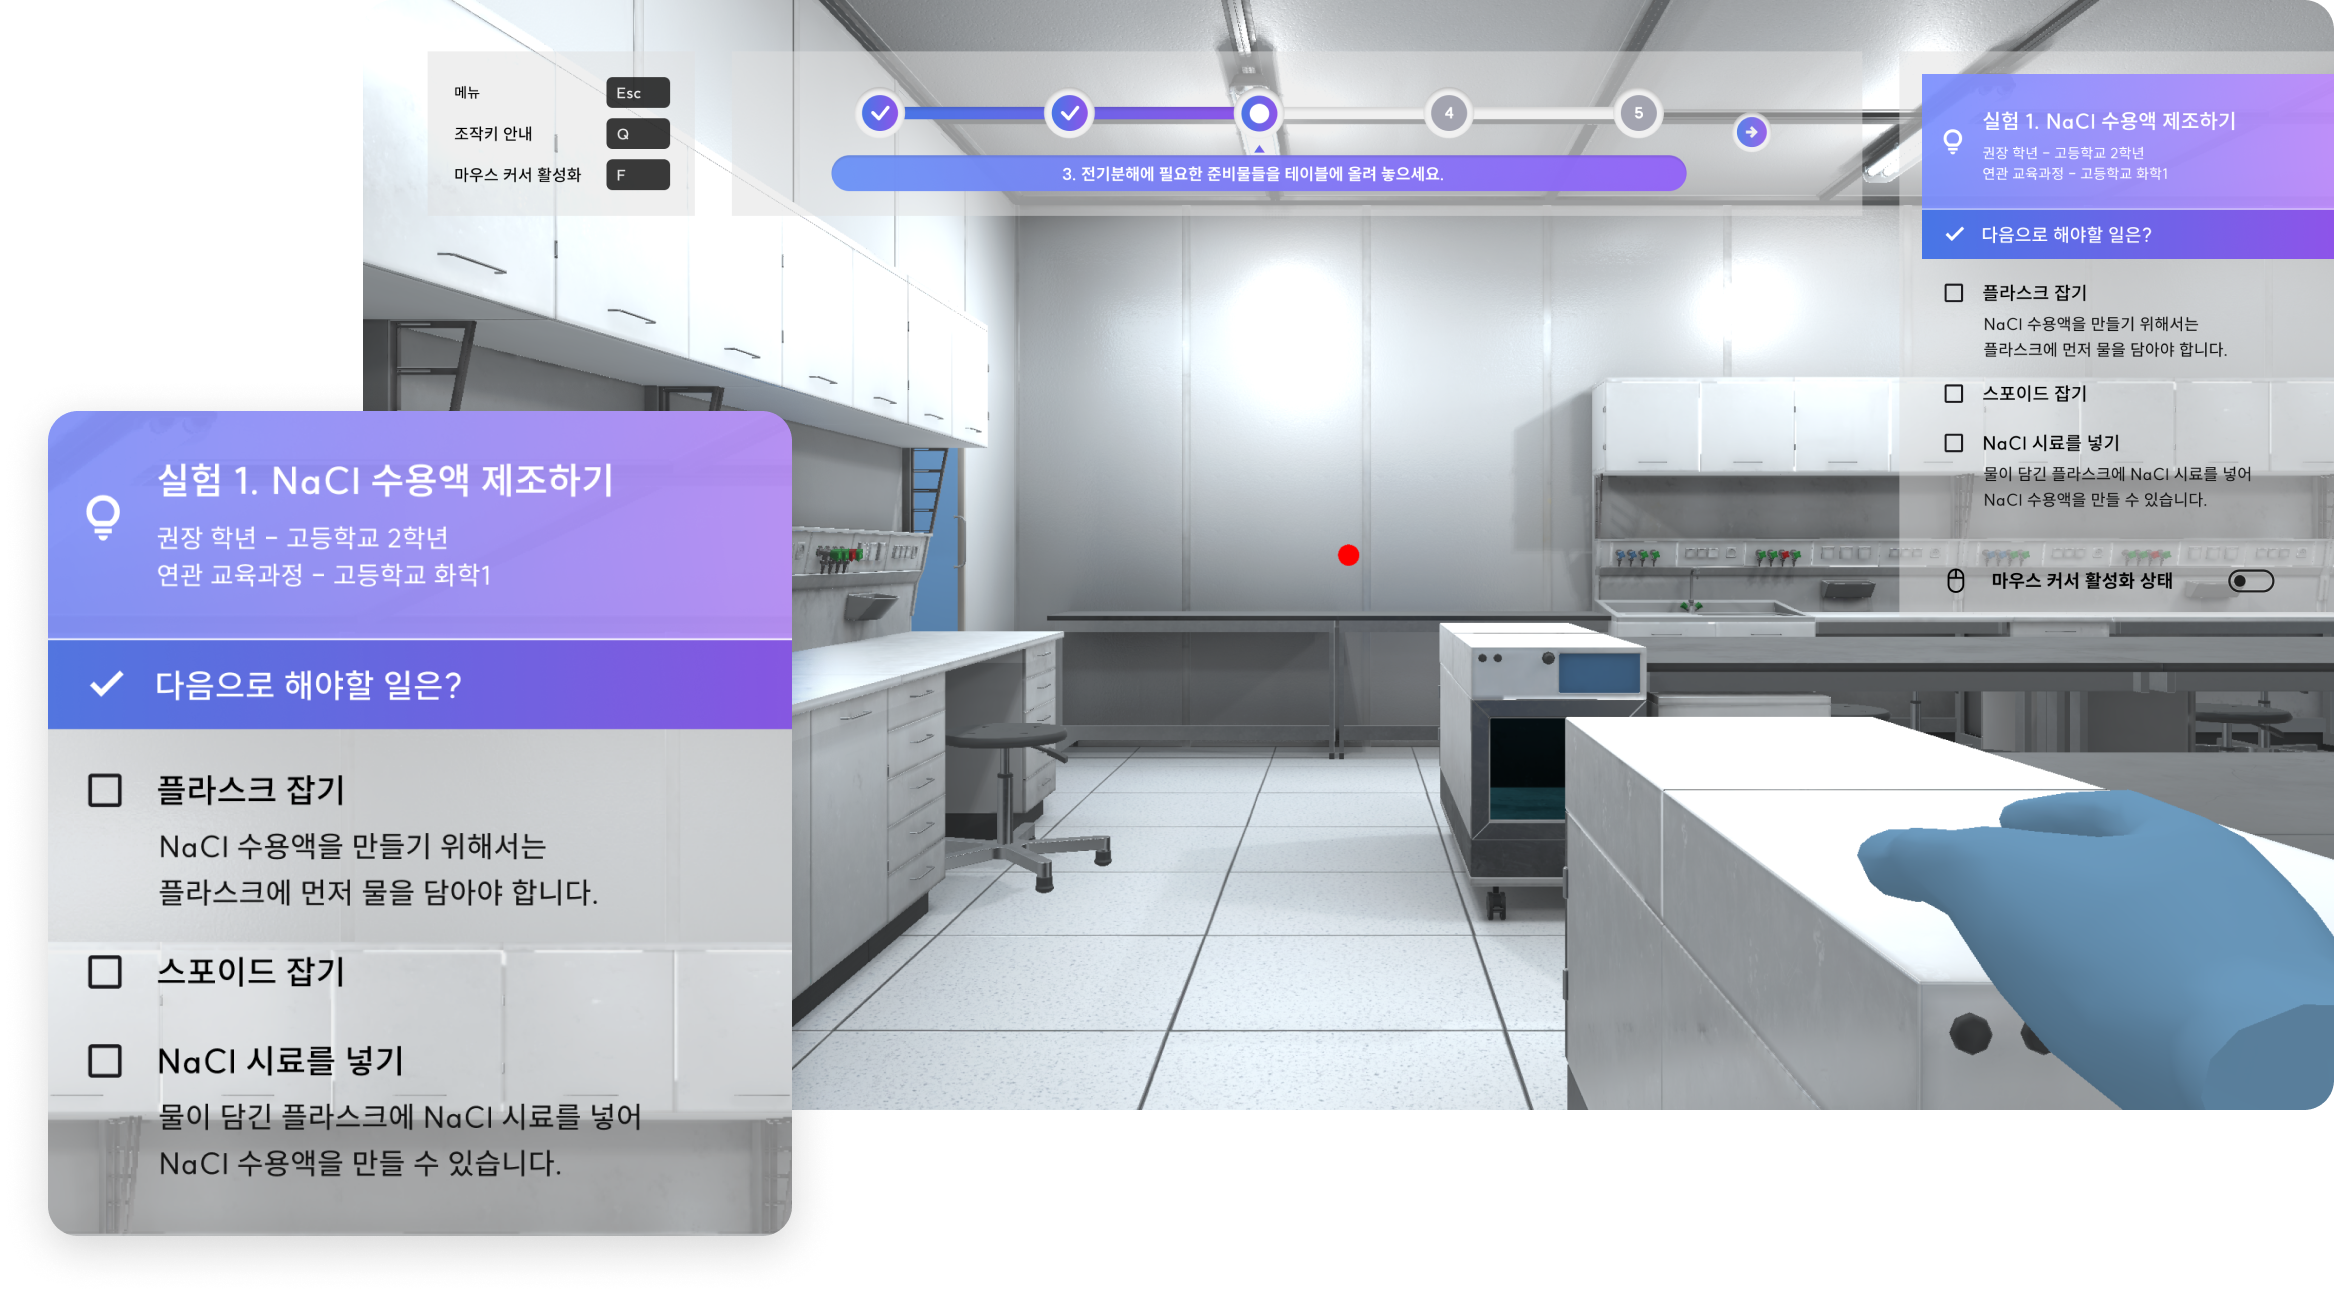 메뉴 Esc
조작키 안내 Q
마우스 커서 활성화 F
4 5
3. 전기분해에 필요한 준비물들을 테이블에 올려 놓으세요.
실험 1. NaCl 수용액 제조하기
권장 학년 - 고등학교 2학년
연관 교육과정 - 고등학교 화학1
다음으로 해야할 일은?
플라스크 잡기
NaCl 수용액을 만들기 위해서는
플라스크에 먼저 물을 담아야 합니다.
스포이드 잡기
NaCl 시료를 넣기
물이 담긴 플라스크에 NaCl 시료를 넣어
NaCl 수용액을 만들 수 있습니다.
마우스 커서 활성화 상태
실험 1. NaCl 수용액 제조하기
권장 학년 - 고등학교 2학년
연관 교육과정 - 고등학교 화학1
다음으로 해야할 일은?
플라스크 잡기
NaCl 수용액을 만들기 위해서는
플라스크에 먼저 물을 담아야 합니다.
스포이드 잡기
NaCl 시료를 넣기
물이 담긴 플라스크에 NaCl 시료를 넣어
NaCl 수용액을 만들 수 있습니다.